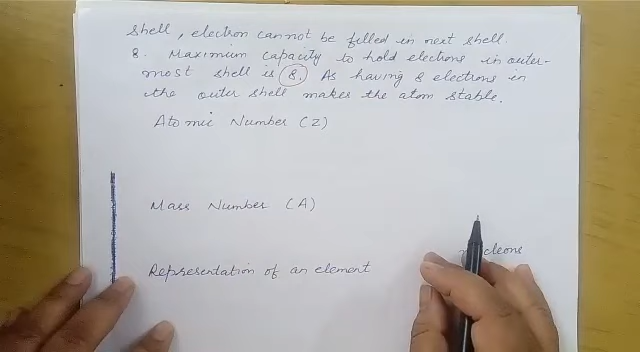 shell, electron cannot be filled in next shell.
8. Maximum capacity to hold electrons in outer-
most shell is 8. As having 8 electrons in
the outer shell makes the atom stable.
Atomic Number (Z)
Mass Number (A)
Representation of an element